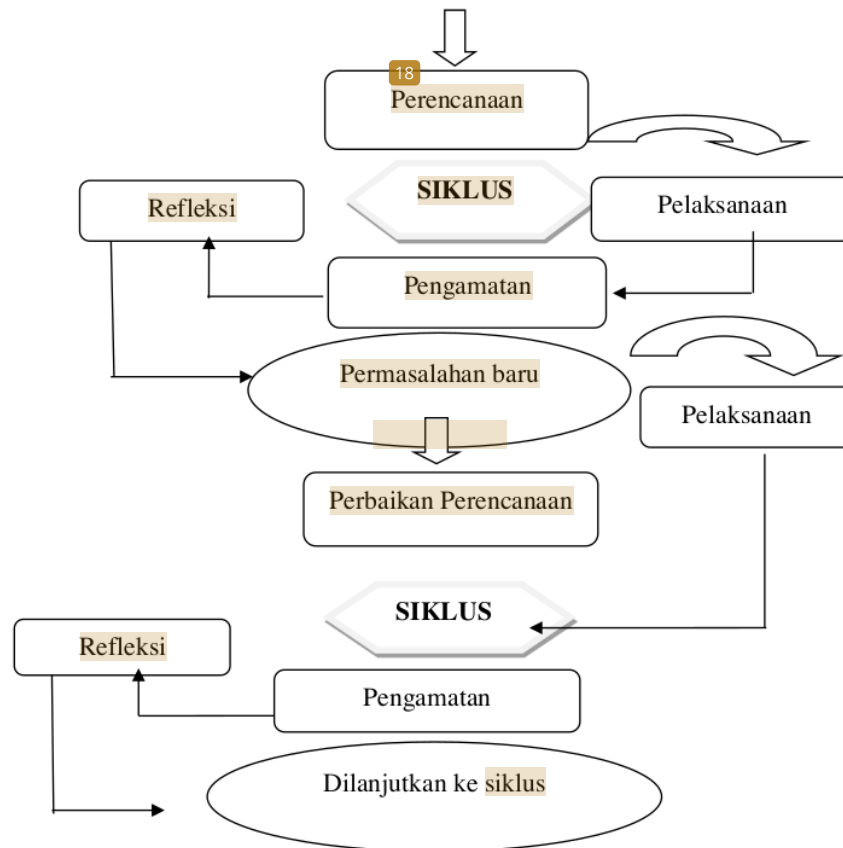 18
Perencanaan
SIKLUS
Refleksi
Pelaksanaan
Pengamatan
Permasalahan baru
Pelaksanaan
Perbaikan Perencanaan
SIKLUS
Refleksi
Pengamatan
Dilanjutkan ke siklus